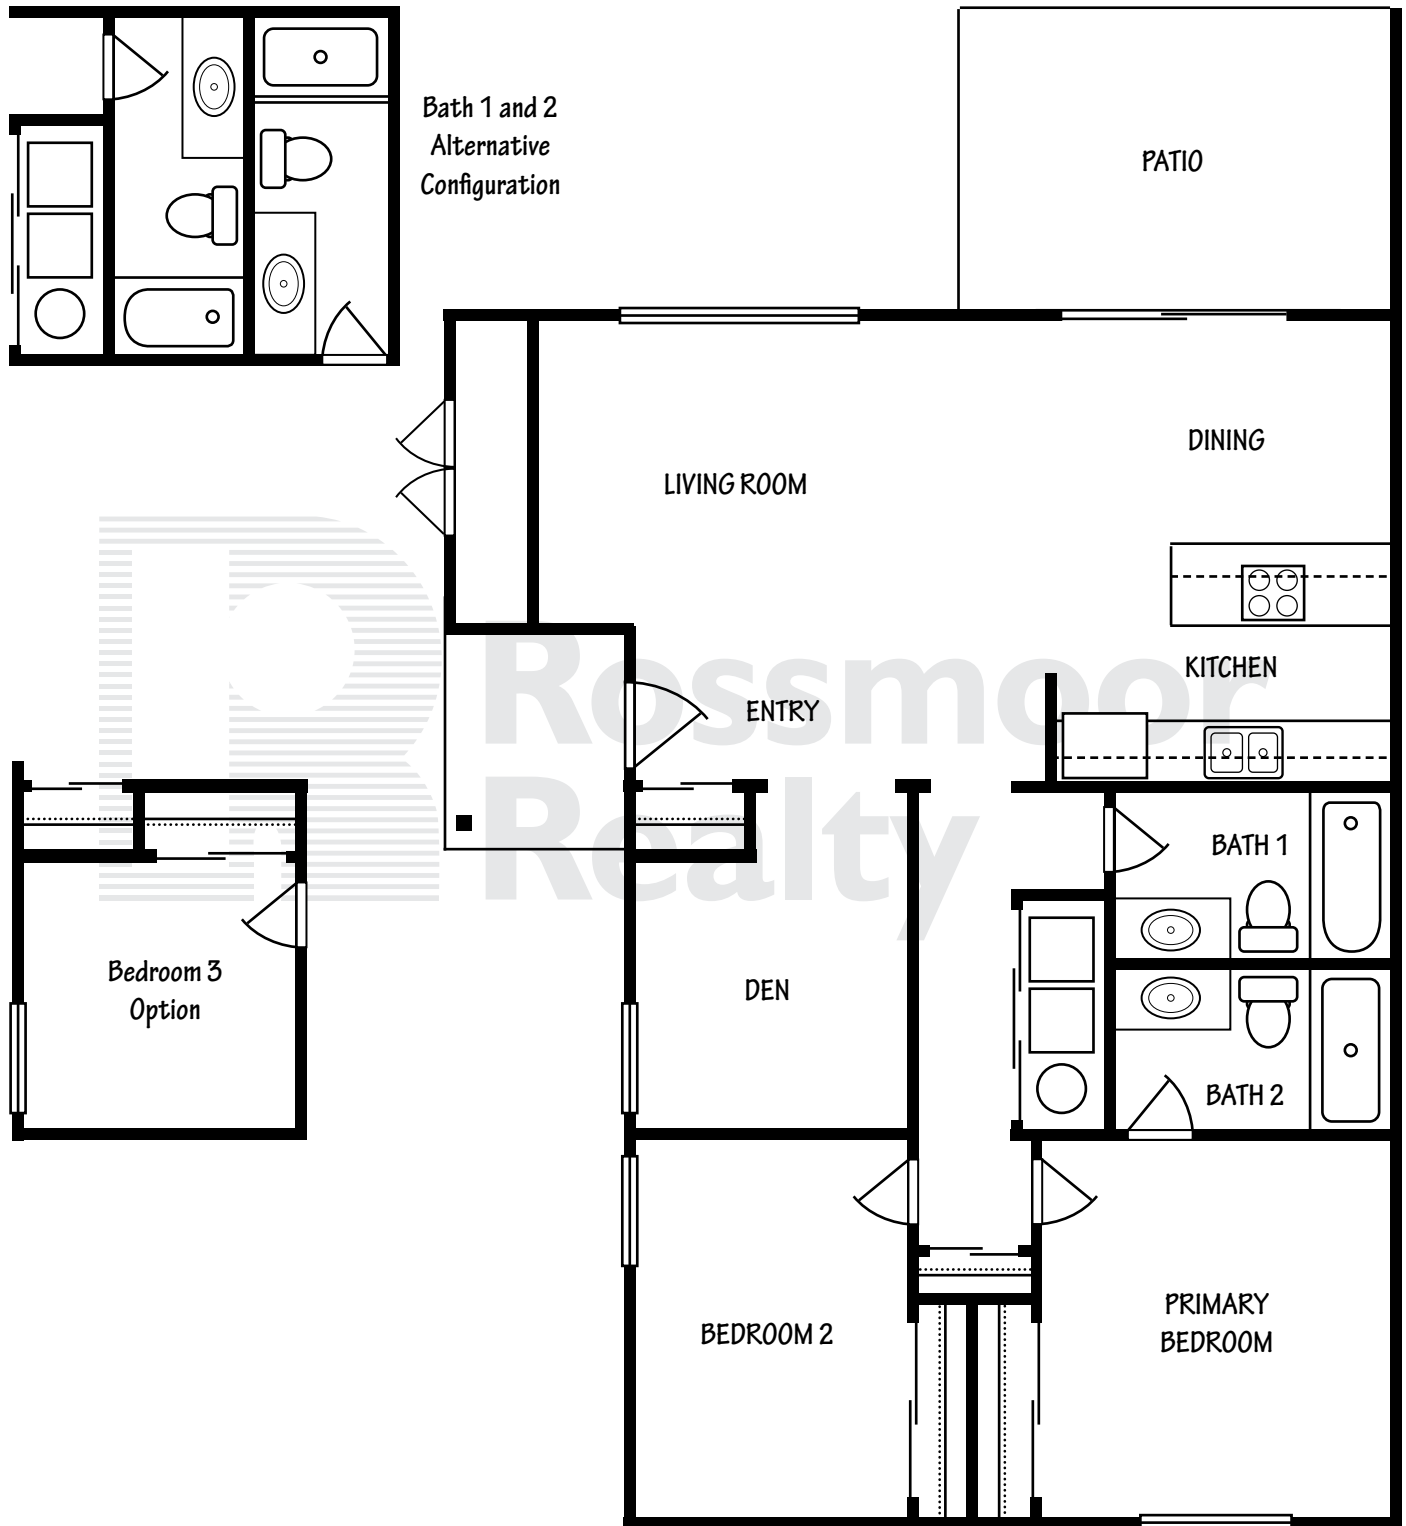 Bath 1 and 2
Alternative
Configuration
PATIO
DINING
LIVING ROOM
KITCHEN
ENTRY
Rossmoor
Realty
BATH 1
Bedroom 3
Option
DEN
BATH 2
BEDROOM 2
PRIMARY
BEDROOM